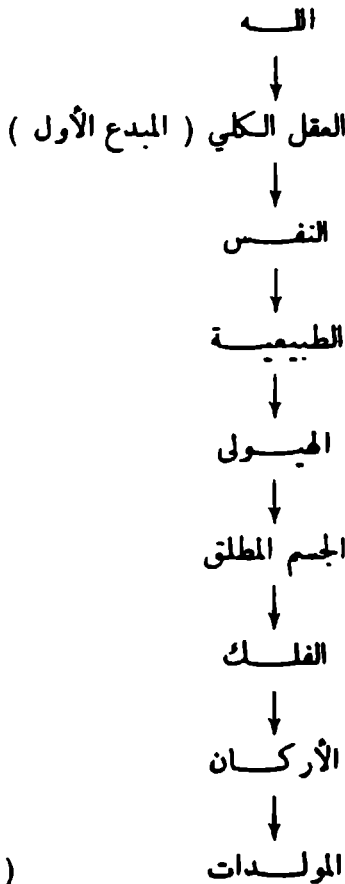 الله
العقل الكلي ( المبدع الأول )
النفس
الطبيعية
الهيولى
الجسم المطلق
الفلك
الأركان
المولدات (